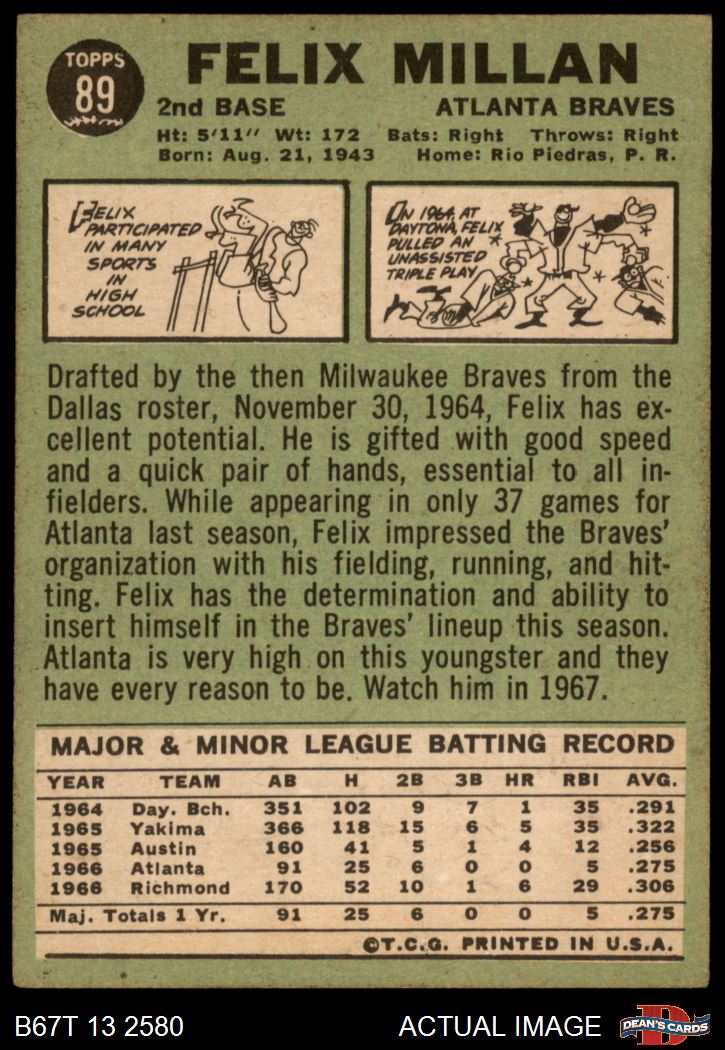 TOPPS
89
FELIX MILLAN
2nd BASE ATLANTA BRAVES
Ht: 5'11" Wt: 172 Bats: Right Throws: Right
Born: Aug. 21, 1943 Home: Rio Piedras, P. R.
FELIX
PARTICIPATED
IN MANY
SPORTS
IN
HIGH
SCHOOL
IN 1964, AT
DAYTONA, FELIX
PULLED AN
UNASSISTED
TRIPLE PLAY
Drafted by the then Milwaukee Braves from the
Dallas roster, November 30, 1964, Felix has ex-
cellent potential. He is gifted with good speed
and a quick pair of hands, essential to all in-
fielders. While appearing in only 37 games for
Atlanta last season, Felix impressed the Braves'
organization with his fielding, running, and hit-
ting. Felix has the determination and ability to
insert himself in the Braves' lineup this season.
Atlanta is very high on this youngster and they
have every reason to be. Watch him in 1967.
MAJOR & MINOR LEAGUE BATTING RECORD
YEAR TEAM AB H 2B 3B HR RBI AVG.
1964 Day. Bch. 351 102 9 7 1 35 .291
1965 Yakima 366 118 15 6 5 35 .322
1965 Austin 160 41 5 1 4 12 .256
1966 Atlanta 91 25 6 0 0 5 .275
1966 Richmond 170 52 10 1 6 29 .306
Maj. Totals 1 Yr. 91 25 6 0 0 5 .275
©T.C.G. PRINTED IN U.S.A.
B67T 13 2580 ACTUAL IMAGE D DEAN'S CARDS